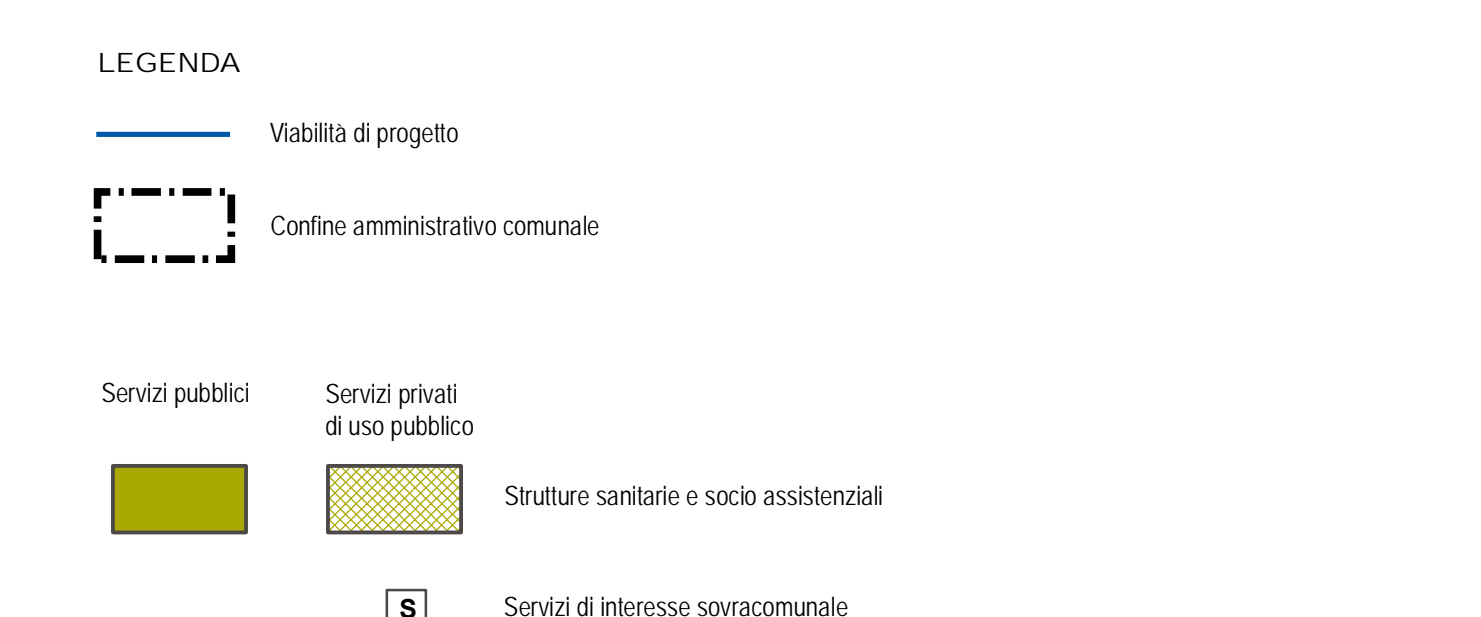 LEGENDA
Viabilità di progetto
Confine amministrativo comunale
Servizi pubblici
Servizi privati
di uso pubblico
Strutture sanitarie e socio assistenziali
S
Servizi di interesse sovracomunale